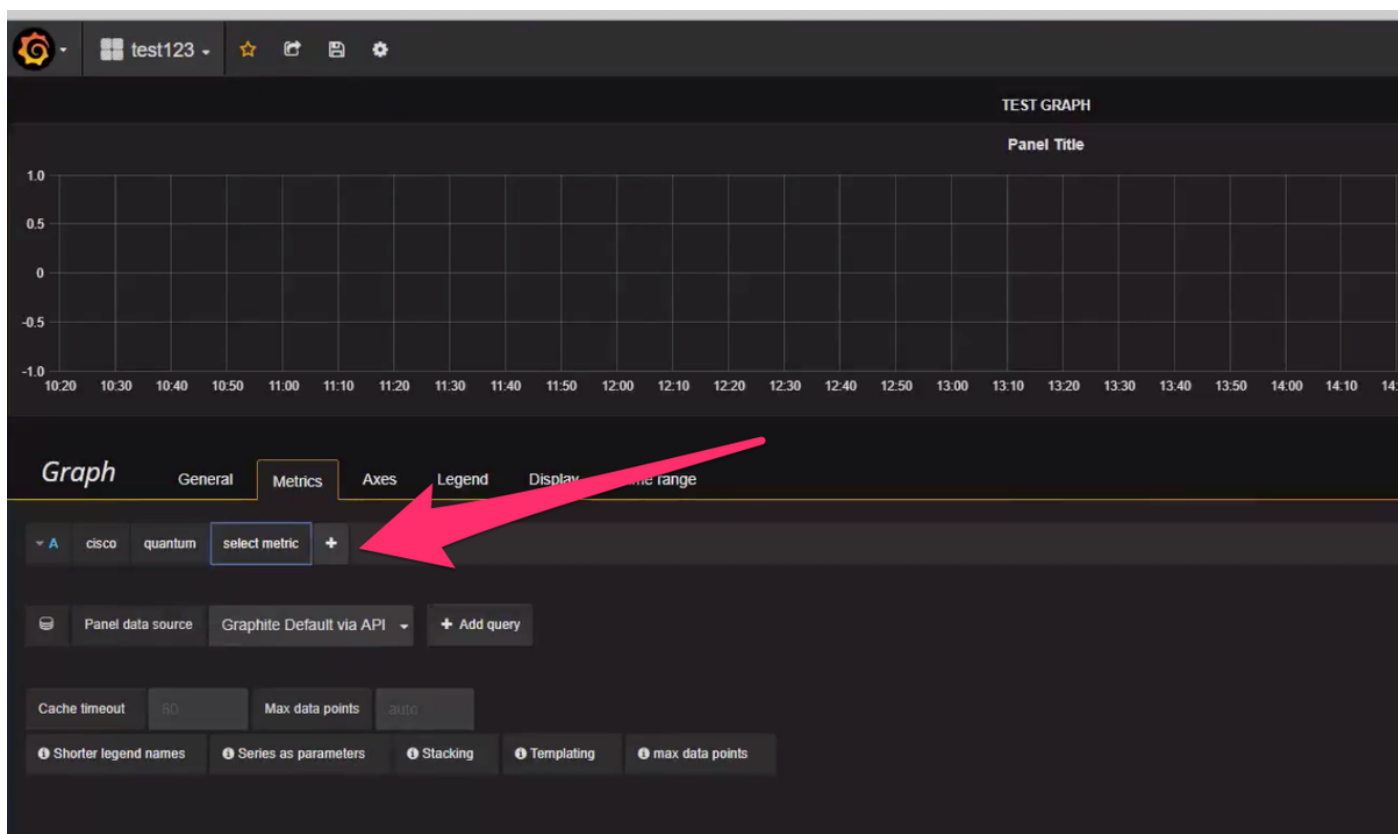 test123
TEST GRAPH
Panel Title
1.0
0.5
0
-0.5
-1.0
10:20 10:30 10:40 10:50 11:00 11:10 11:20 11:30 11:40 11:50 12:00 12:10 12:20 12:30 12:40 12:50 13:00 13:10 13:20 13:30 13:40 13:50 14:00 14:10 14:
Graph General Metrics Axes Legend Display range
A cisco quantum select metric +
Panel data source Graphite Default via API + Add query
Cache timeout 60 Max data points auto
Shorter legend names Series as parameters Stacking Templating max data points